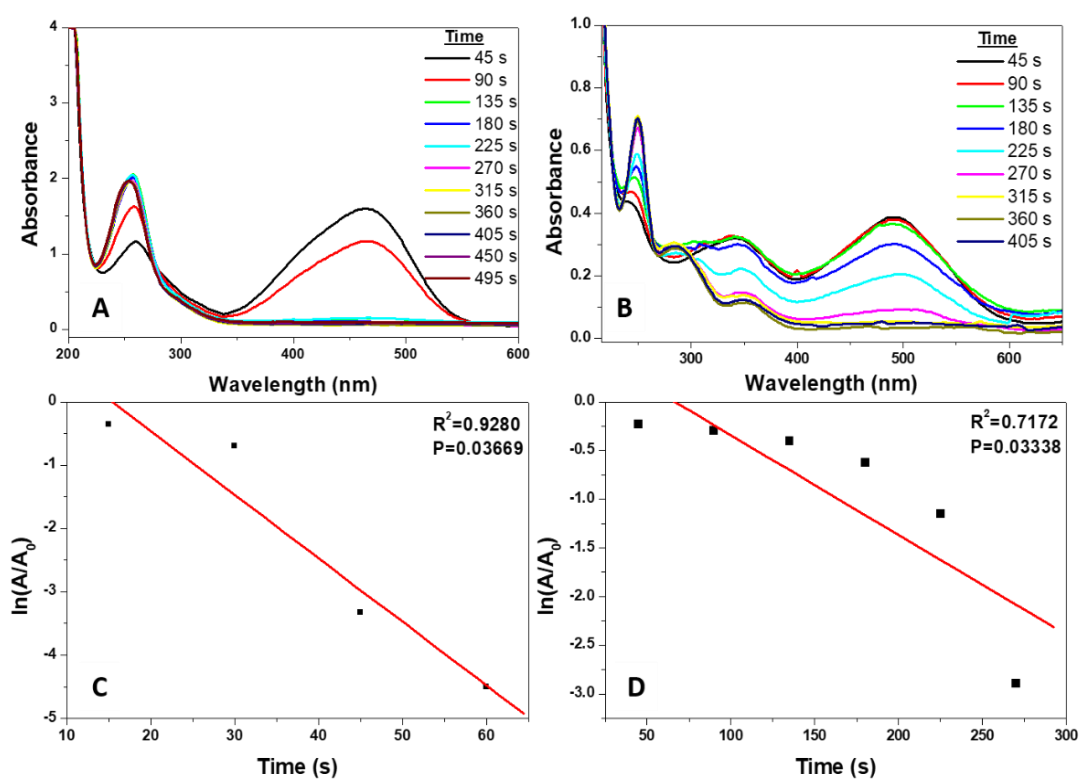 4
3
2
1
0
200
300
400
500
600
Absorbance
Wavelength (nm)
A
Time
45 s
90 s
135 s
180 s
225 s
270 s
315 s
360 s
405 s
450 s
495 s
1.0
0.8
0.6
0.4
0.2
0.0
300
400
500
600
Absorbance
Wavelength (nm)
B
Time
45 s
90 s
135 s
180 s
225 s
270 s
315 s
360 s
405 s
0
-1
-2
-3
-4
-5
10
20
30
40
50
60
ln(A/A0)
Time (s)
C
R2=0.9280
P=0.03669
0.0
-0.5
-1.0
-1.5
-2.0
-2.5
-3.0
50
100
150
200
250
300
ln(A/A0)
Time (s)
D
R2=0.7172
P=0.03338